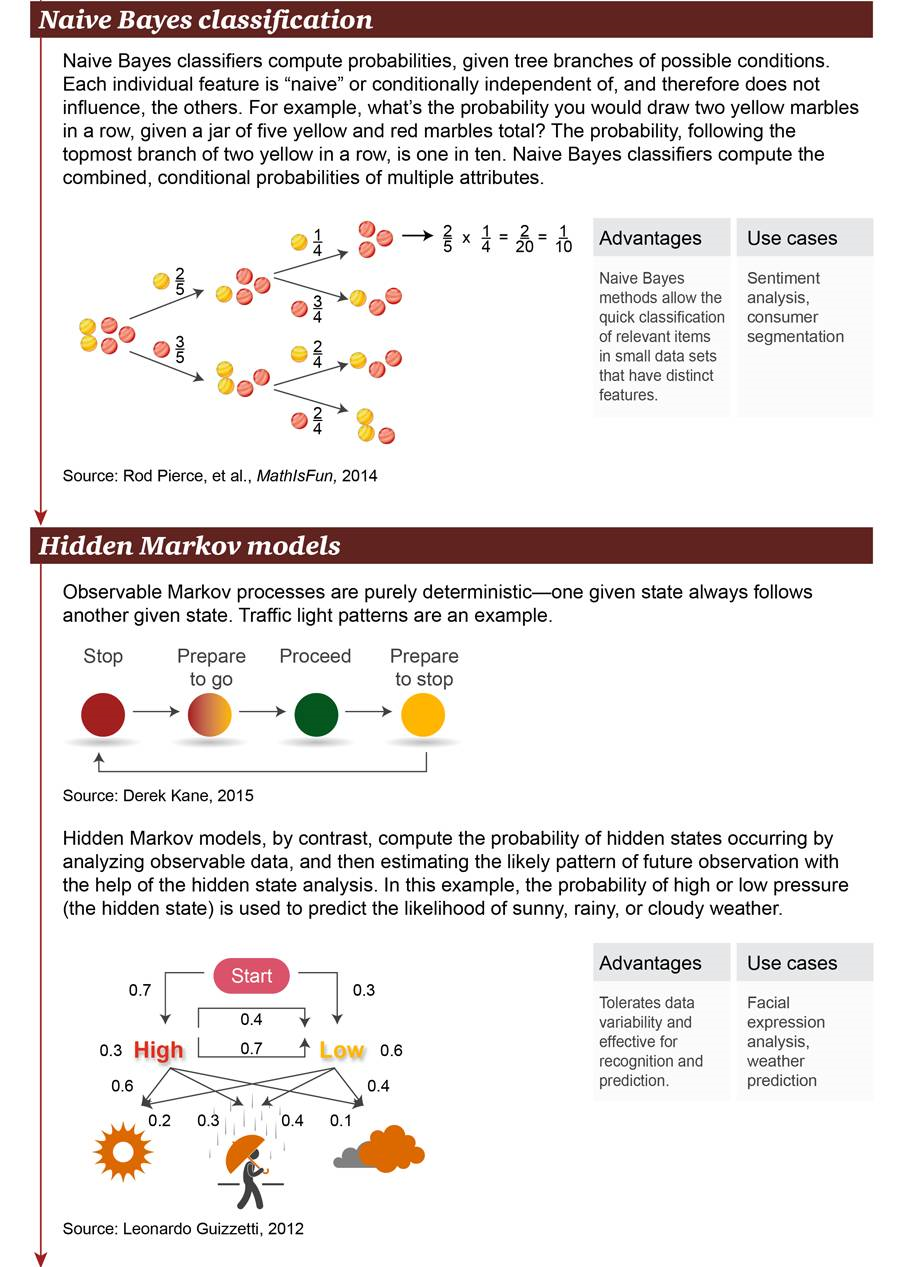 Naive Bayes classification
Naive Bayes classifiers compute probabilities, given tree branches of possible conditions.
Each individual feature is “naive” or conditionally independent of, and therefore does not
influence, the others. For example, what’s the probability you would draw two yellow marbles
in a row, given a jar of five yellow and red marbles total? The probability, following the
topmost branch of two yellow in a row, is one in ten. Naive Bayes classifiers compute the
combined, conditional probabilities of multiple attributes.
2/5
3/5
1/4
3/4
2/4
2/4
2/5 x 1/4 = 2/20 = 1/10
Advantages
Naive Bayes
methods allow the
quick classification
of relevant items
in small data sets
that have distinct
features.
Use cases
Sentiment
analysis,
consumer
segmentation
Source: Rod Pierce, et al., MathIsFun, 2014
Hidden Markov models
Observable Markov processes are purely deterministic—one given state always follows
another given state. Traffic light patterns are an example.
Stop
Prepare
to go
Proceed
Prepare
to stop
Source: Derek Kane, 2015
Hidden Markov models, by contrast, compute the probability of hidden states occurring by
analyzing observable data, and then estimating the likely pattern of future observation with
the help of the hidden state analysis. In this example, the probability of high or low pressure
(the hidden state) is used to predict the likelihood of sunny, rainy, or cloudy weather.
Start
0.7
0.3
0.4
0.3 High 0.7 Low 0.6
0.6
0.4
0.2
0.3
0.4
0.1
Advantages
Tolerates data
variability and
effective for
recognition and
prediction.
Use cases
Facial
expression
analysis,
weather
prediction
Source: Leonardo Guizzetti, 2012